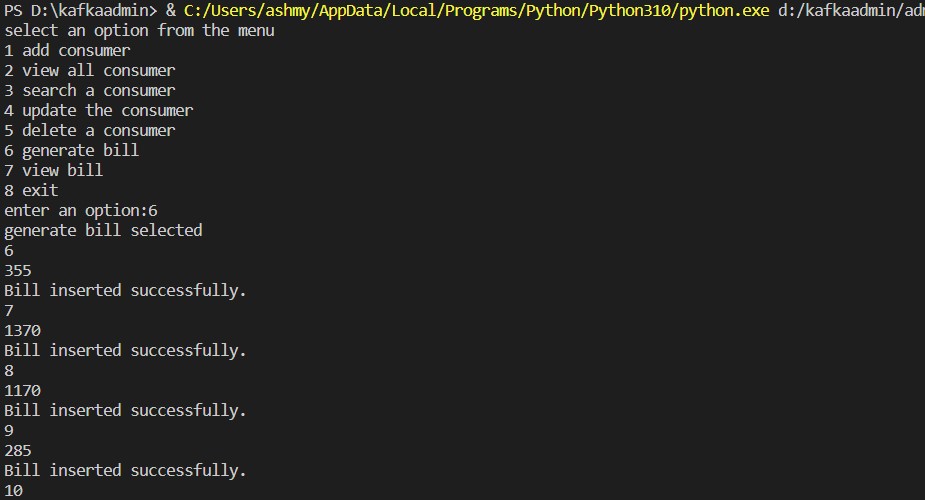 PS D:\kafkaadmin> & C:/Users/ashmy/AppData/Local/Programs/Python/Python310/python.exe d:/kafkaadmin/adm
select an option from the menu
1 add consumer
2 view all consumer
3 search a consumer
4 update the consumer
5 delete a consumer
6 generate bill
7 view bill
8 exit
enter an option:6
generate bill selected
6
355
Bill inserted successfully.
7
1370
Bill inserted successfully.
8
1170
Bill inserted successfully.
9
285
Bill inserted successfully.
10